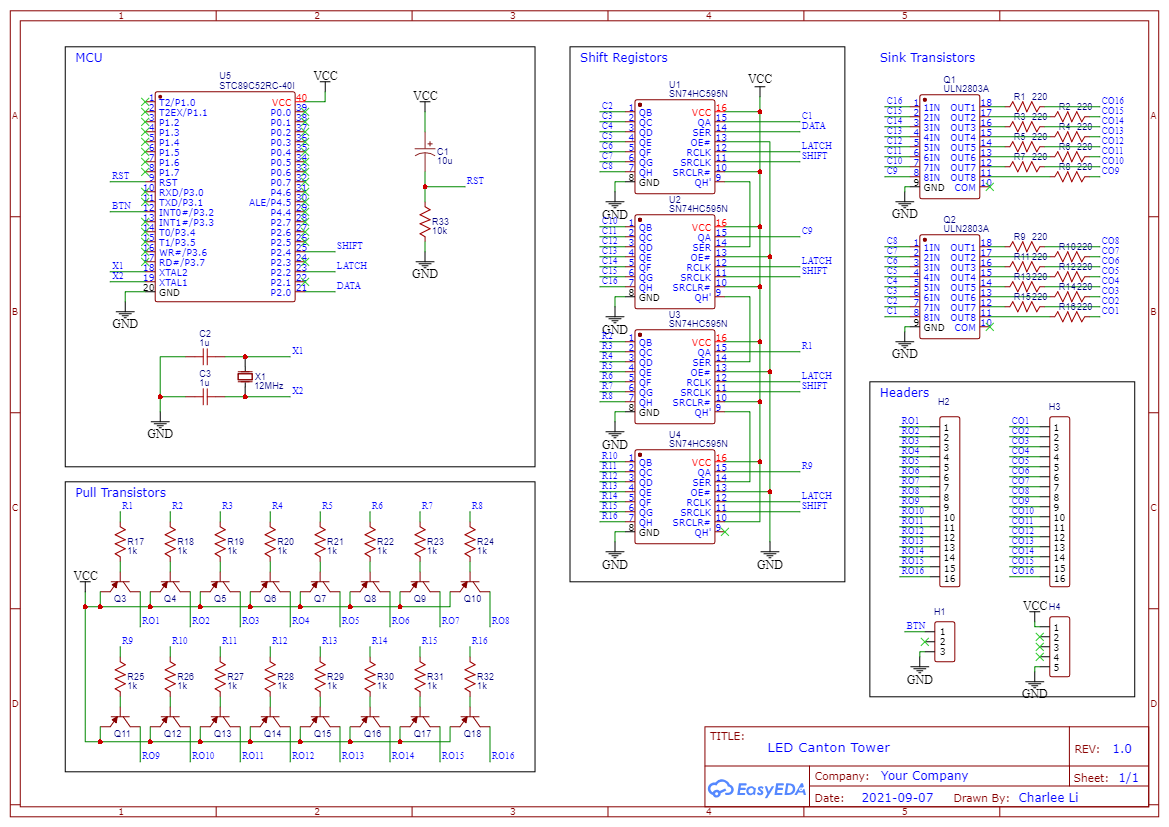 1 2 3 4 5
A
B
C
D
MCU
U5
STC89C52RC-40I
VCC
1 T2/P1.0 VCC 40
2 T2EX/P1.1 P0.0 39
3 P1.2 P0.1 38
4 P1.3 P0.2 37
5 P1.4 P0.3 36
6 P1.5 P0.4 35
7 P1.6 P0.5 34
8 P1.7 P0.6 33
RST 9 RST P0.7 32
10 RXD/P3.0 P4.6 31
11 TXD/P3.1 ALE/P4.5 30
BTN 12 INT0#/P3.2 P4.4 29
13 INT1#/P3.3 P2.7 28
14 T0/P3.4 P2.6 27
15 T1/P3.5 P2.5 26
16 WR#/P3.6 P2.4 25 SHIFT
17 RD#/P3.7 P2.3 24
X1 18 XTAL2 P2.2 23 LATCH
X2 19 XTAL1 P2.1 22
20 GND P2.0 21 DATA
GND
VCC
C1
10u
RST
R33
10k
GND
C2
1u
X1
C3
1u
X1
12MHz
X2
GND
Shift Registors
VCC
U1
SN74HC595N
C2 1 QB VCC 16
C3 2 QC QA 15 C1
C4 3 QD SER 14 DATA
C5 4 QE OE# 13
C6 5 QF RCLK 12 LATCH
C7 6 QG SRCLK 11 SHIFT
C8 7 QH SRCLR# 10
8 GND QH' 9
GND
U2
SN74HC595N
C10 1 QB VCC 16
C11 2 QC QA 15 C9
C12 3 QD SER 14
C13 4 QE OE# 13
C14 5 QF RCLK 12 LATCH
C15 6 QG SRCLK 11 SHIFT
C16 7 QH SRCLR# 10
8 GND QH' 9
GND
U3
SN74HC595N
R2 1 QB VCC 16
R3 2 QC QA 15 R1
R4 3 QD SER 14
R5 4 QE OE# 13
R6 5 QF RCLK 12 LATCH
R7 6 QG SRCLK 11 SHIFT
R8 7 QH SRCLR# 10
8 GND QH' 9
GND
U4
SN74HC595N
R10 1 QB VCC 16
R11 2 QC QA 15 R9
R12 3 QD SER 14
R13 4 QE OE# 13
R14 5 QF RCLK 12 LATCH
R15 6 QG SRCLK 11 SHIFT
R16 7 QH SRCLR# 10
8 GND QH' 9
GND GND
Sink Transistors
Q1
ULN2803A
C16 1 1IN OUT1 18 R1 220 CO16
C15 2 2IN OUT2 17 R2 220 CO15
C14 3 3IN OUT3 16 R3 220 CO14
C13 4 4IN OUT4 15 R4 220 CO13
C12 5 5IN OUT5 14 R5 220 CO12
C11 6 6IN OUT6 13 R6 220 CO11
C10 7 7IN OUT7 12 R7 220 CO10
C9 8 8IN OUT8 11 R8 220 CO9
9 GND COM 10
GND
Q2
ULN2803A
C8 1 1IN OUT1 18 R9 220 CO8
C7 2 2IN OUT2 17 R10 220 CO7
C6 3 3IN OUT3 16 R11 220 CO6
C5 4 4IN OUT4 15 R12 220 CO5
C4 5 5IN OUT5 14 R13 220 CO4
C3 6 6IN OUT6 13 R14 220 CO3
C2 7 7IN OUT7 12 R15 220 CO2
C1 8 8IN OUT8 11 R16 220 CO1
9 GND COM 10
GND
Headers
H2 H3
RO1 1 CO1 1
RO2 2 CO2 2
RO3 3 CO3 3
RO4 4 CO4 4
RO5 5 CO5 5
RO6 6 CO6 6
RO7 7 CO7 7
RO8 8 CO8 8
RO9 9 CO9 9
RO10 10 CO10 10
RO11 11 CO11 11
RO12 12 CO12 12
RO13 13 CO13 13
RO14 14 CO14 14
RO15 15 CO15 15
RO16 16 CO16 16
H1
BTN 1
2
3
GND
VCC H4
1
2
3
4
5
GND
Pull Transistors
R1 R2 R3 R4 R5 R6 R7 R8
R17 R18 R19 R20 R21 R22 R23 R24
1k 1k 1k 1k 1k 1k 1k 1k
VCC
Q3 Q4 Q5 Q6 Q7 Q8 Q9 Q10
RO1 RO2 RO3 RO4 RO5 RO6 RO7 RO8
R9 R10 R11 R12 R13 R14 R15 R16
R25 R26 R27 R28 R29 R30 R31 R32
1k 1k 1k 1k 1k 1k 1k 1k
Q11 Q12 Q13 Q14 Q15 Q16 Q17 Q18
RO9 RO10 RO11 RO12 RO13 RO14 RO15 RO16
TITLE:
LED Canton Tower
REV: 1.0
EasyEDA
Company: Your Company
Sheet: 1/1
Date: 2021-09-07 Drawn By: Charlee Li
A
B
C
D
1 2 3 4 5